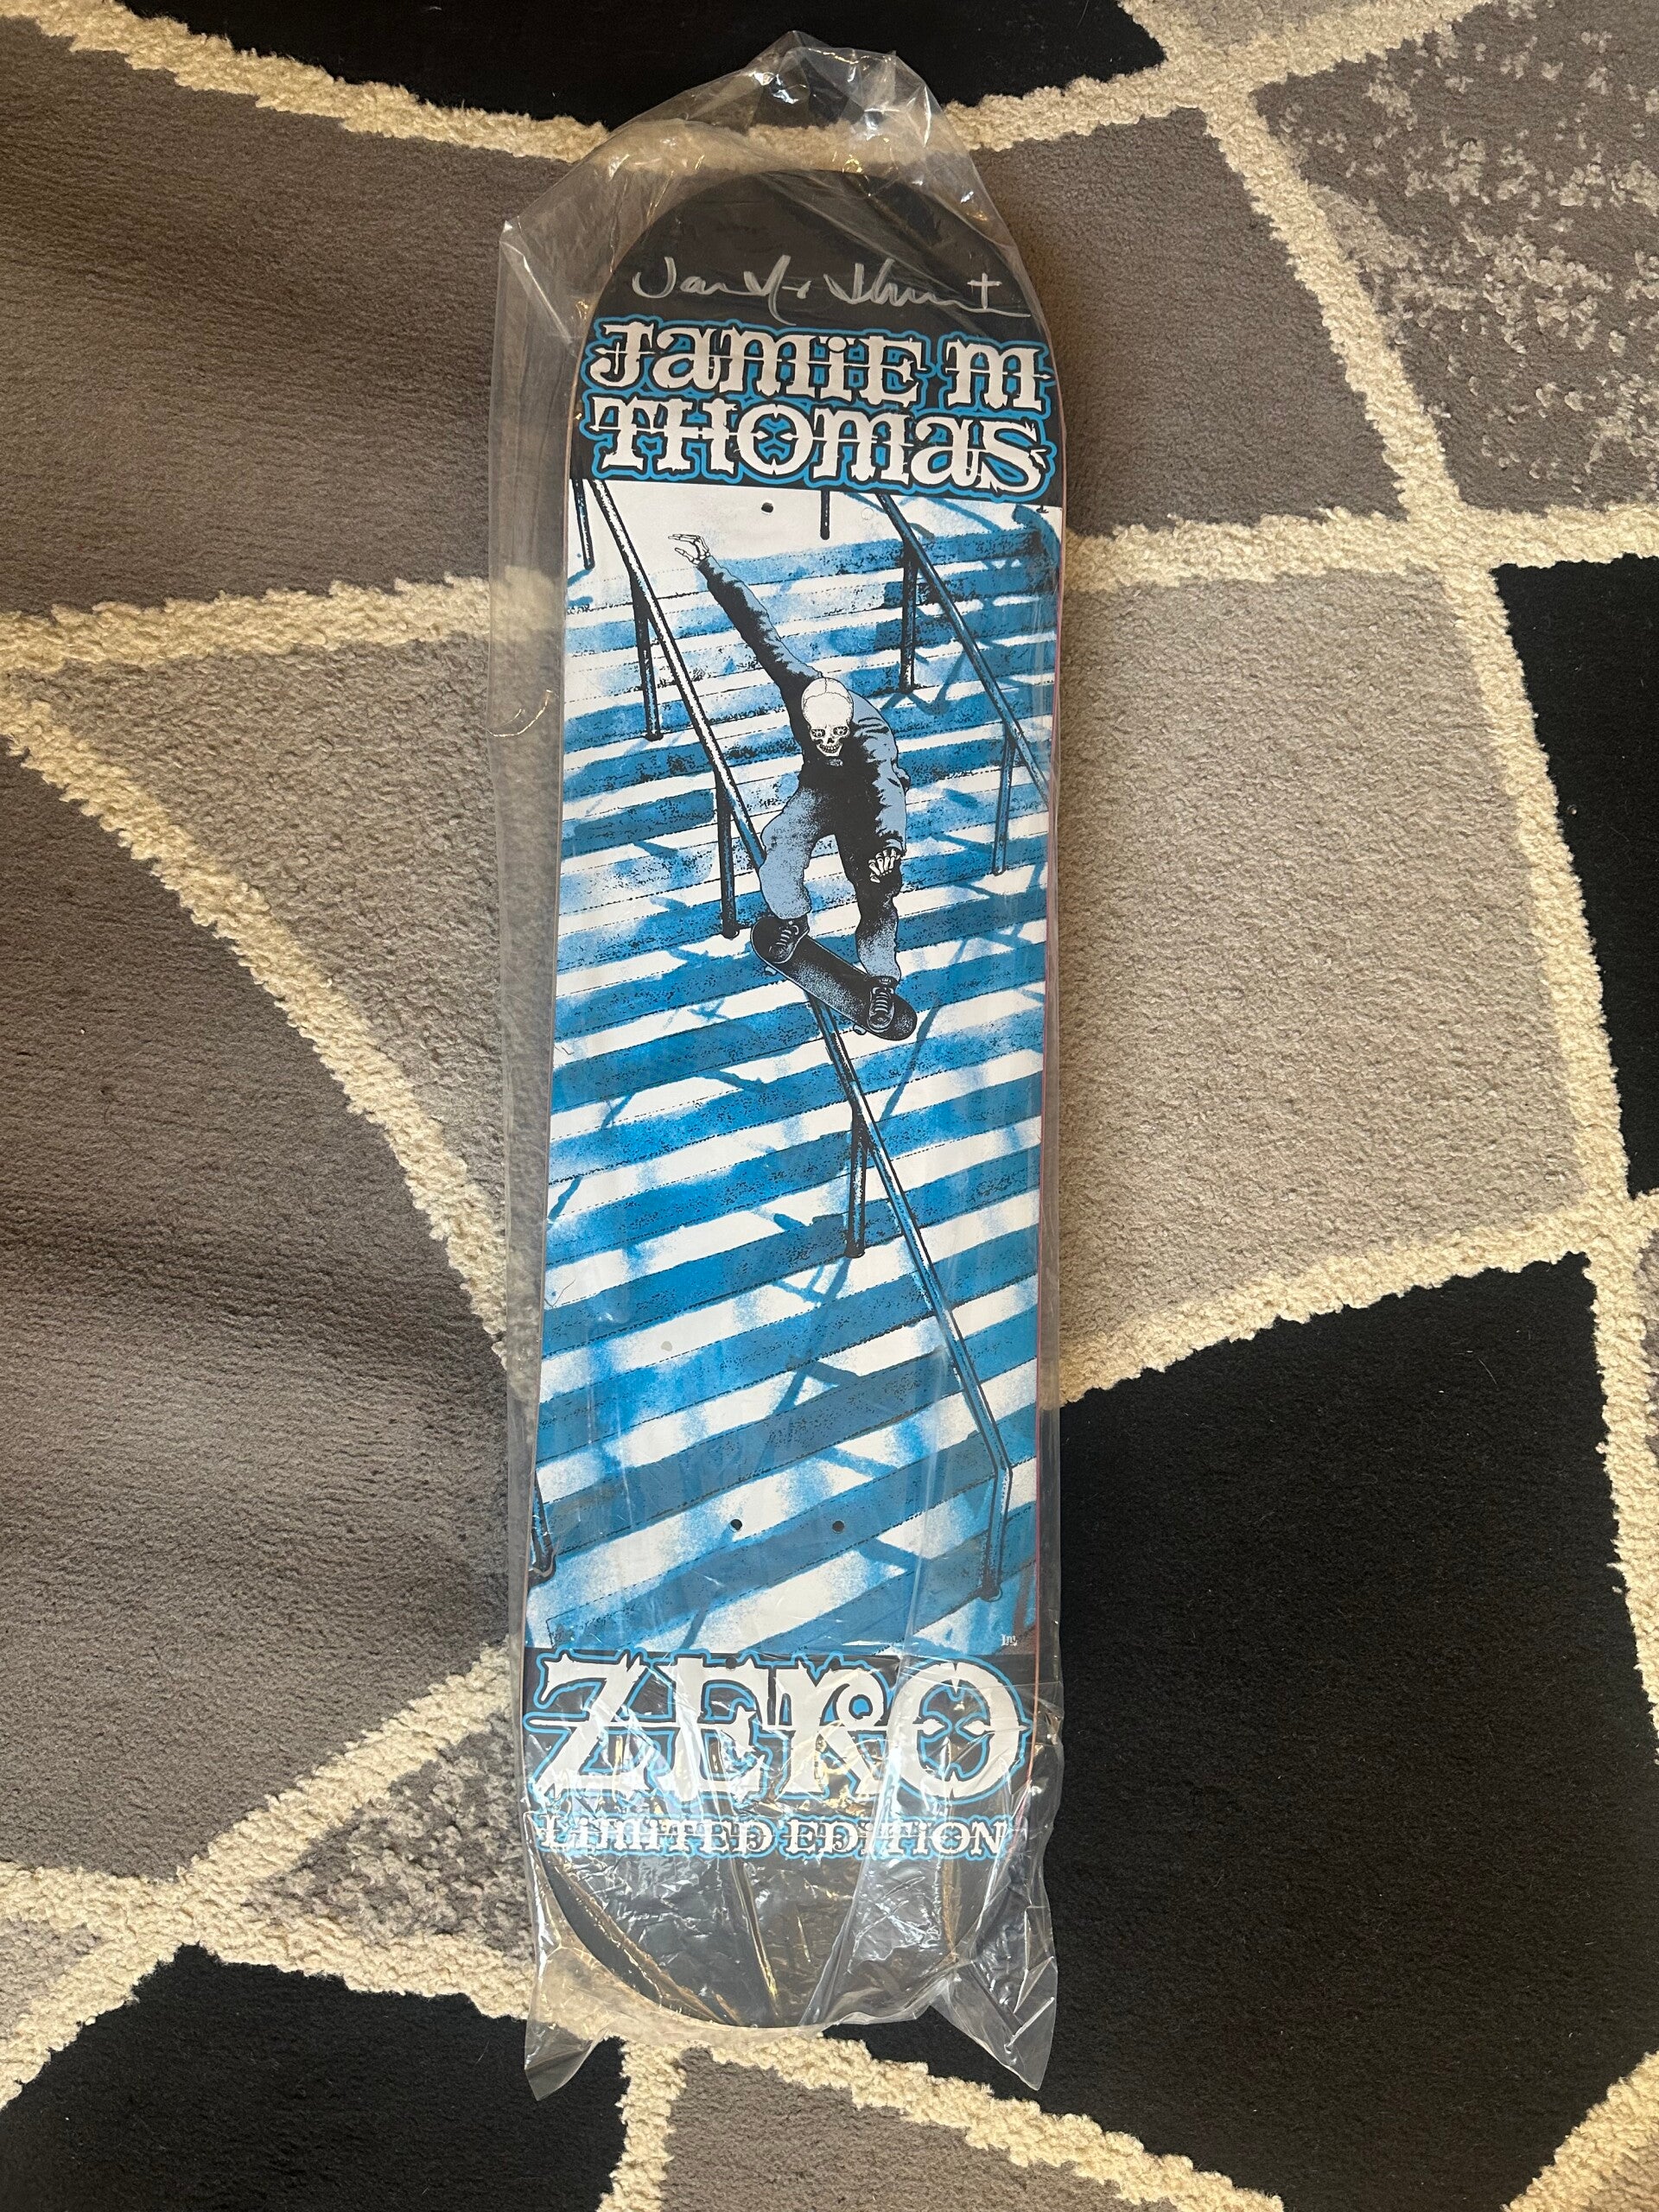 JamiE M
THOmas
ZERO
LiMiTED EDiTiON